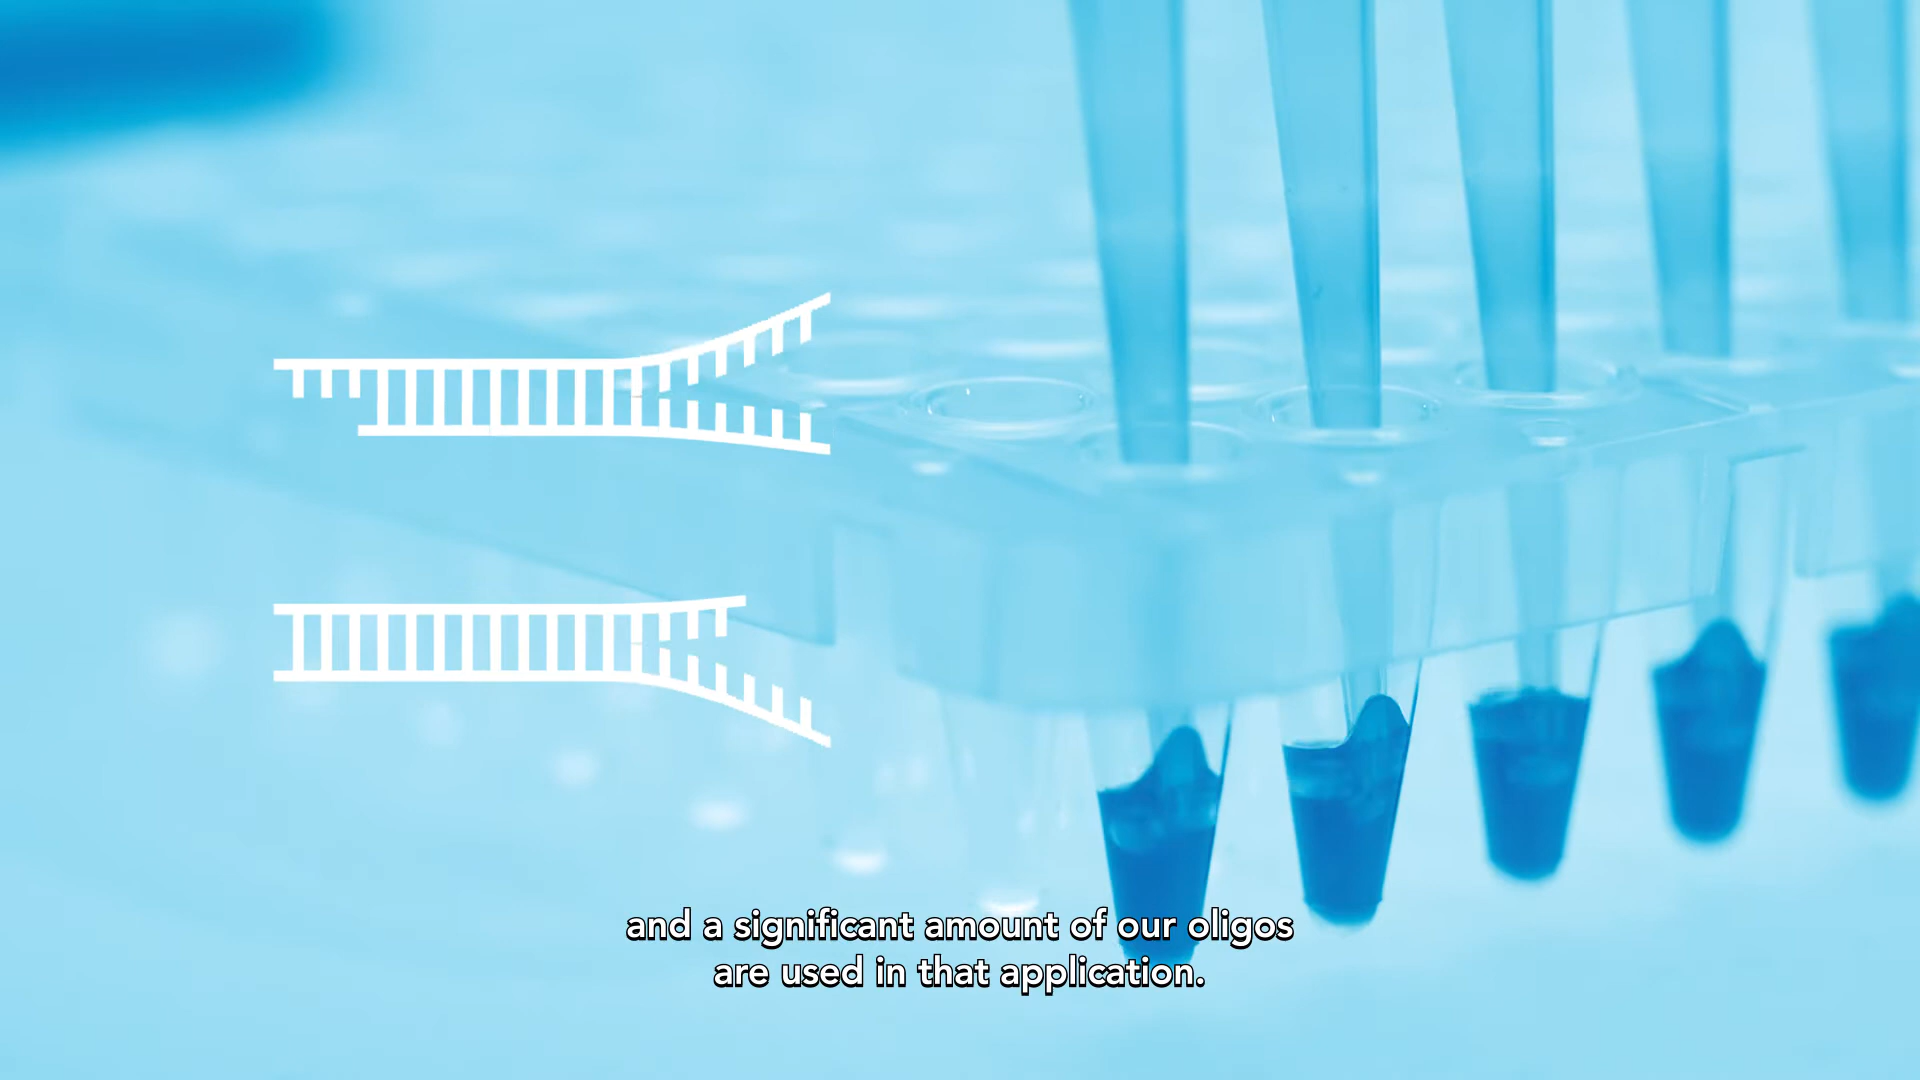 and a significant amount of our oligos
are used in that application.